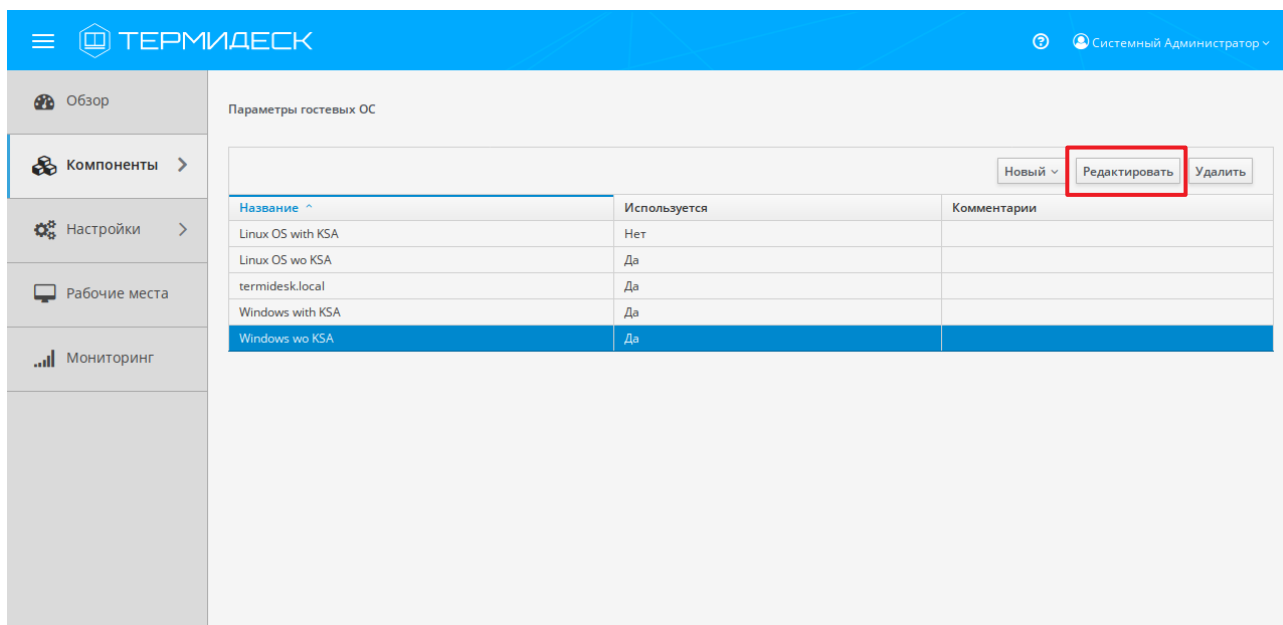 ТЕРМИДЕСК
Системный Администратор
Обзор
Параметры гостевых ОС
Компоненты
Новый Редактировать Удалить
Название Используется Комментарии
Linux OS with KSA Нет
Настройки
Linux OS wo KSA Да
termidesk.local Да
Рабочие места
Windows with KSA Да
Windows wo KSA Да
Мониторинг